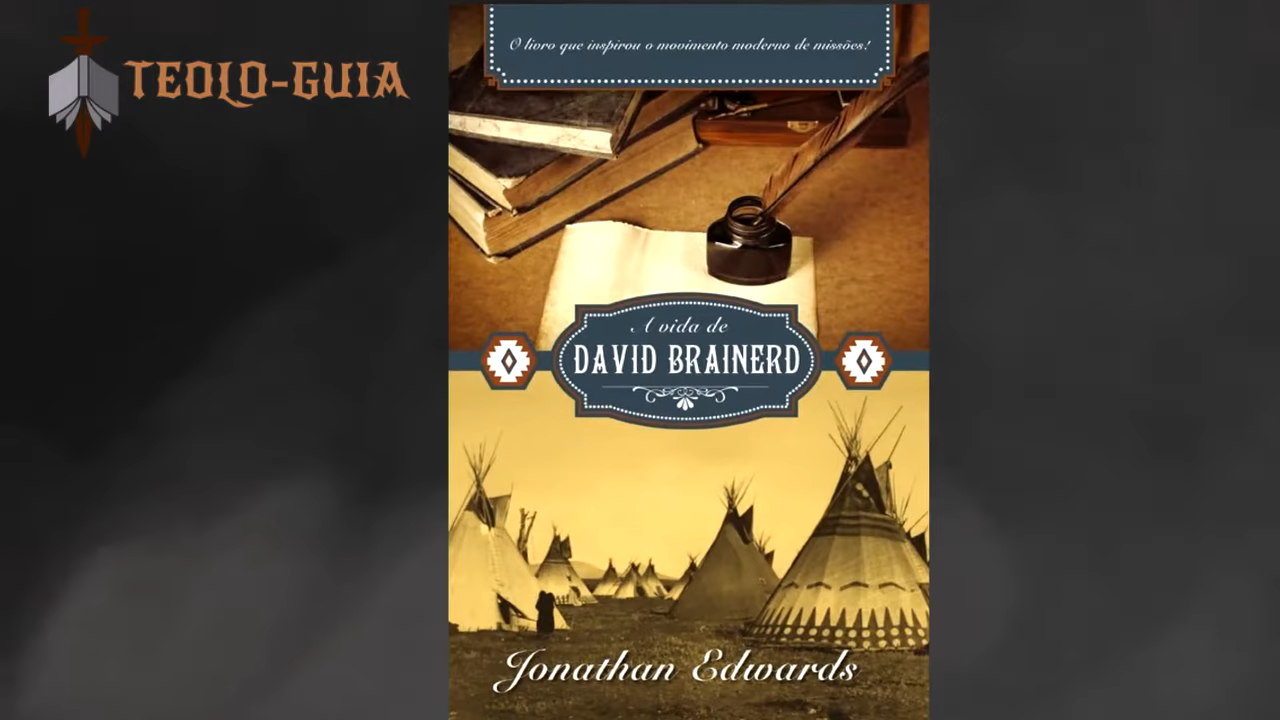 TEOLO-GUIA
O livro que inspirou o movimento moderno de missões!
A vida de
DAVID BRAINERD
Jonathan Edwards